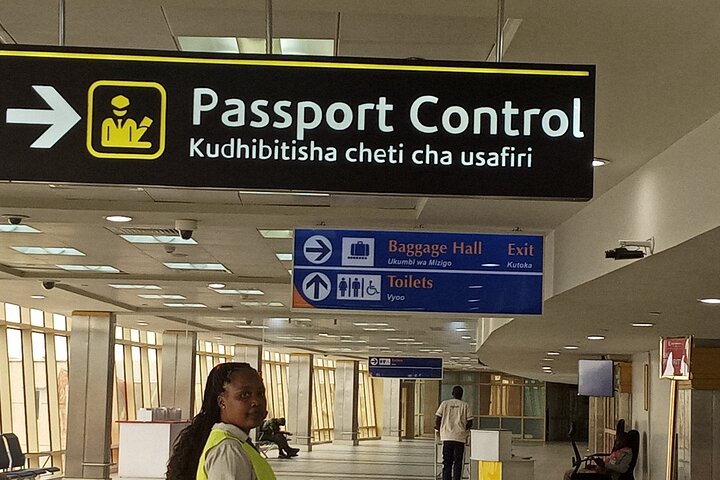 Passport Control
Kudhibitisha cheti cha usafiri
Baggage Hall Exit
Ukumbi wa Mizigo Kutoka
Toilets
Vyoo